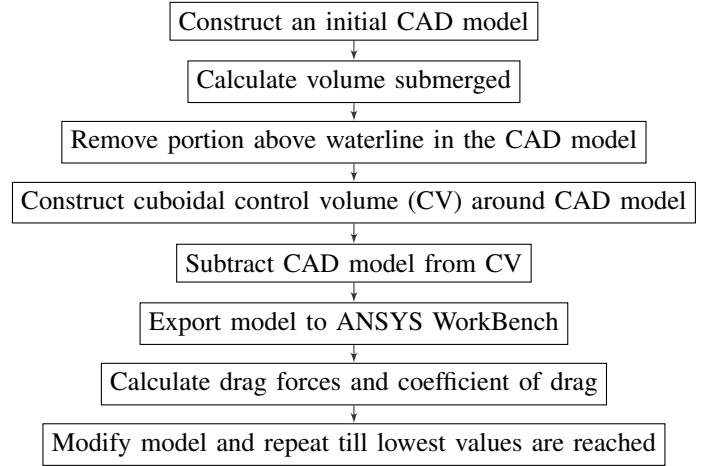 Construct an initial CAD model
Calculate volume submerged
Remove portion above waterline in the CAD model
Construct cuboidal control volume (CV) around CAD model
Subtract CAD model from CV
Export model to ANSYS WorkBench
Calculate drag forces and coefficient of drag
Modify model and repeat till lowest values are reached